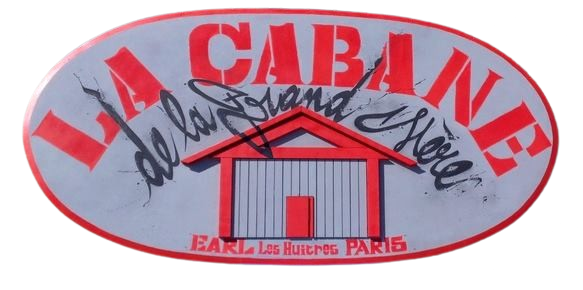 LA CABANE
de la Grand Mère
EARL Les Huitres PARIS